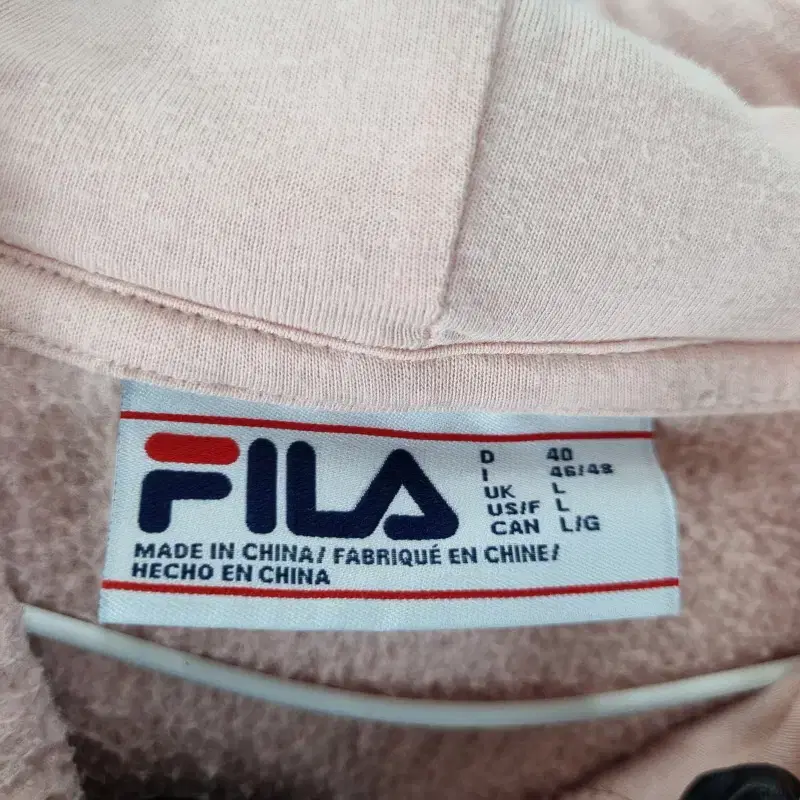 FILA
D 40
I 46/48
UK L
US/F L
CAN L/G
MADE IN CHINA/ FABRIQUÉ EN CHINE/
HECHO EN CHINA